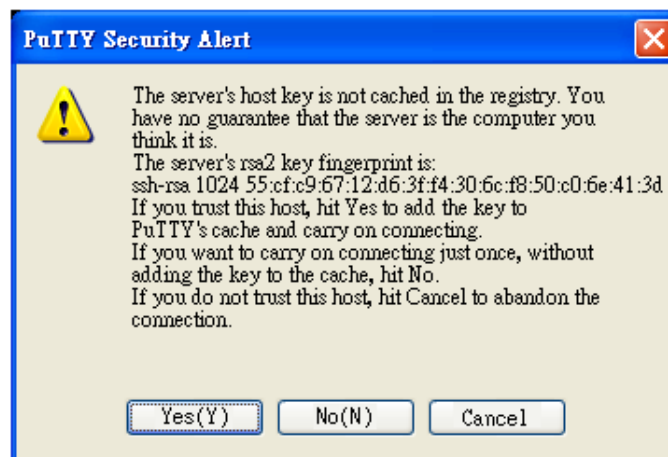 PuTTY Security Alert
The server's host key is not cached in the registry. You
have no guarantee that the server is the computer you
think it is.
The server's rsa2 key fingerprint is:
ssh-rsa 1024 55:cf:c9:67:12:d6:3f:f4:30:6c:f8:50:c0:6e:41:3d
If you trust this host, hit Yes to add the key to
PuTTY's cache and carry on connecting.
If you want to carry on connecting just once, without
adding the key to the cache, hit No.
If you do not trust this host, hit Cancel to abandon the
connection.
Yes(Y) No(N) Cancel